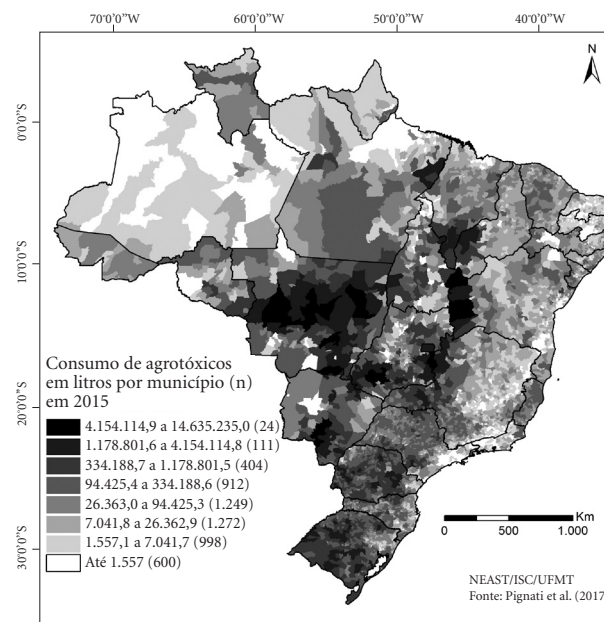 70°0'0"W 60°0'0"W 50°0'0"W 40°0'0"W
N
0°0'0"S
10°0'0"S
20°0'0"S
30°0'0"S
Consumo de agrotóxicos
em litros por município (n)
em 2015
4.154.114,9 a 14.635.235,0 (24)
1.178.801,6 a 4.154.114,8 (111)
334.188,7 a 1.178.801,5 (404)
94.425,4 a 334.188,6 (912)
26.363,0 a 94.425,3 (1.249)
7.041,8 a 26.362,9 (1.272)
1.557,1 a 7.041,7 (998)
Até 1.557 (600)
Km
0 500 1.000
NEAST/ISC/UFMT
Fonte: Pignati et al. (2017